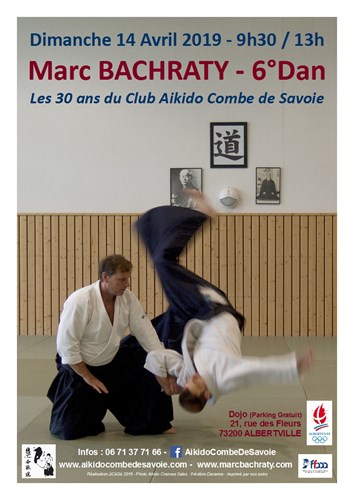 Dimanche 14 Avril 2019 - 9h30 / 13h
Marc BACHRATY - 6°Dan
Les 30 ans du Club Aikido Combe de Savoie
道
Dojo (Parking Gratuit)
21, rue des Fleurs
73200 ALBERTVILLE
ALBERTVILLE
Infos : 06 71 37 71 66 - AikidoCombeDeSavoie
www.aikidocombedesavoie.com - www.marcbachraty.com
ffbaa